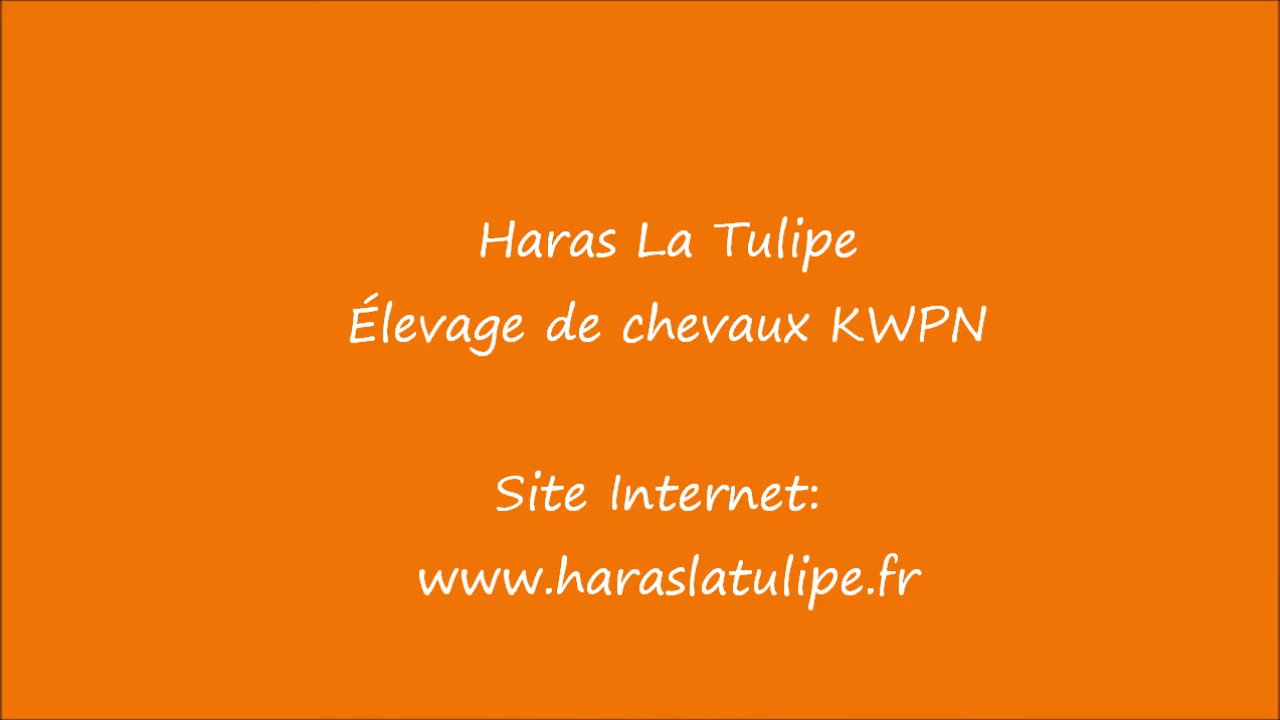 Haras La Tulipe
Élevage de chevaux KWPN
Site Internet:
www.haraslatulipe.fr